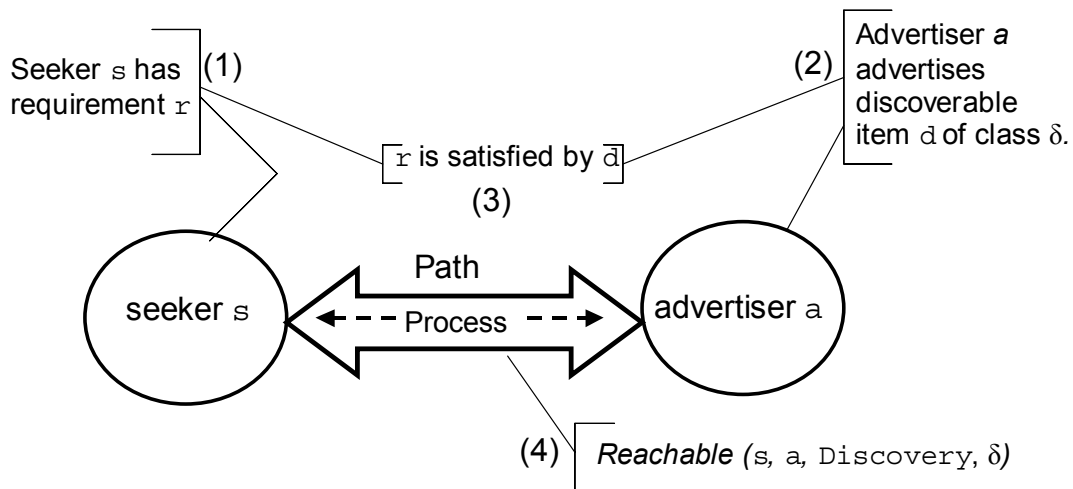 Seeker s has
requirement r
(1)
(2)
Advertiser a
advertises
discoverable
item d of class δ.
r is satisfied by d
(3)
Path
seeker s
Process
advertiser a
(4)
Reachable (s, a, Discovery, δ)